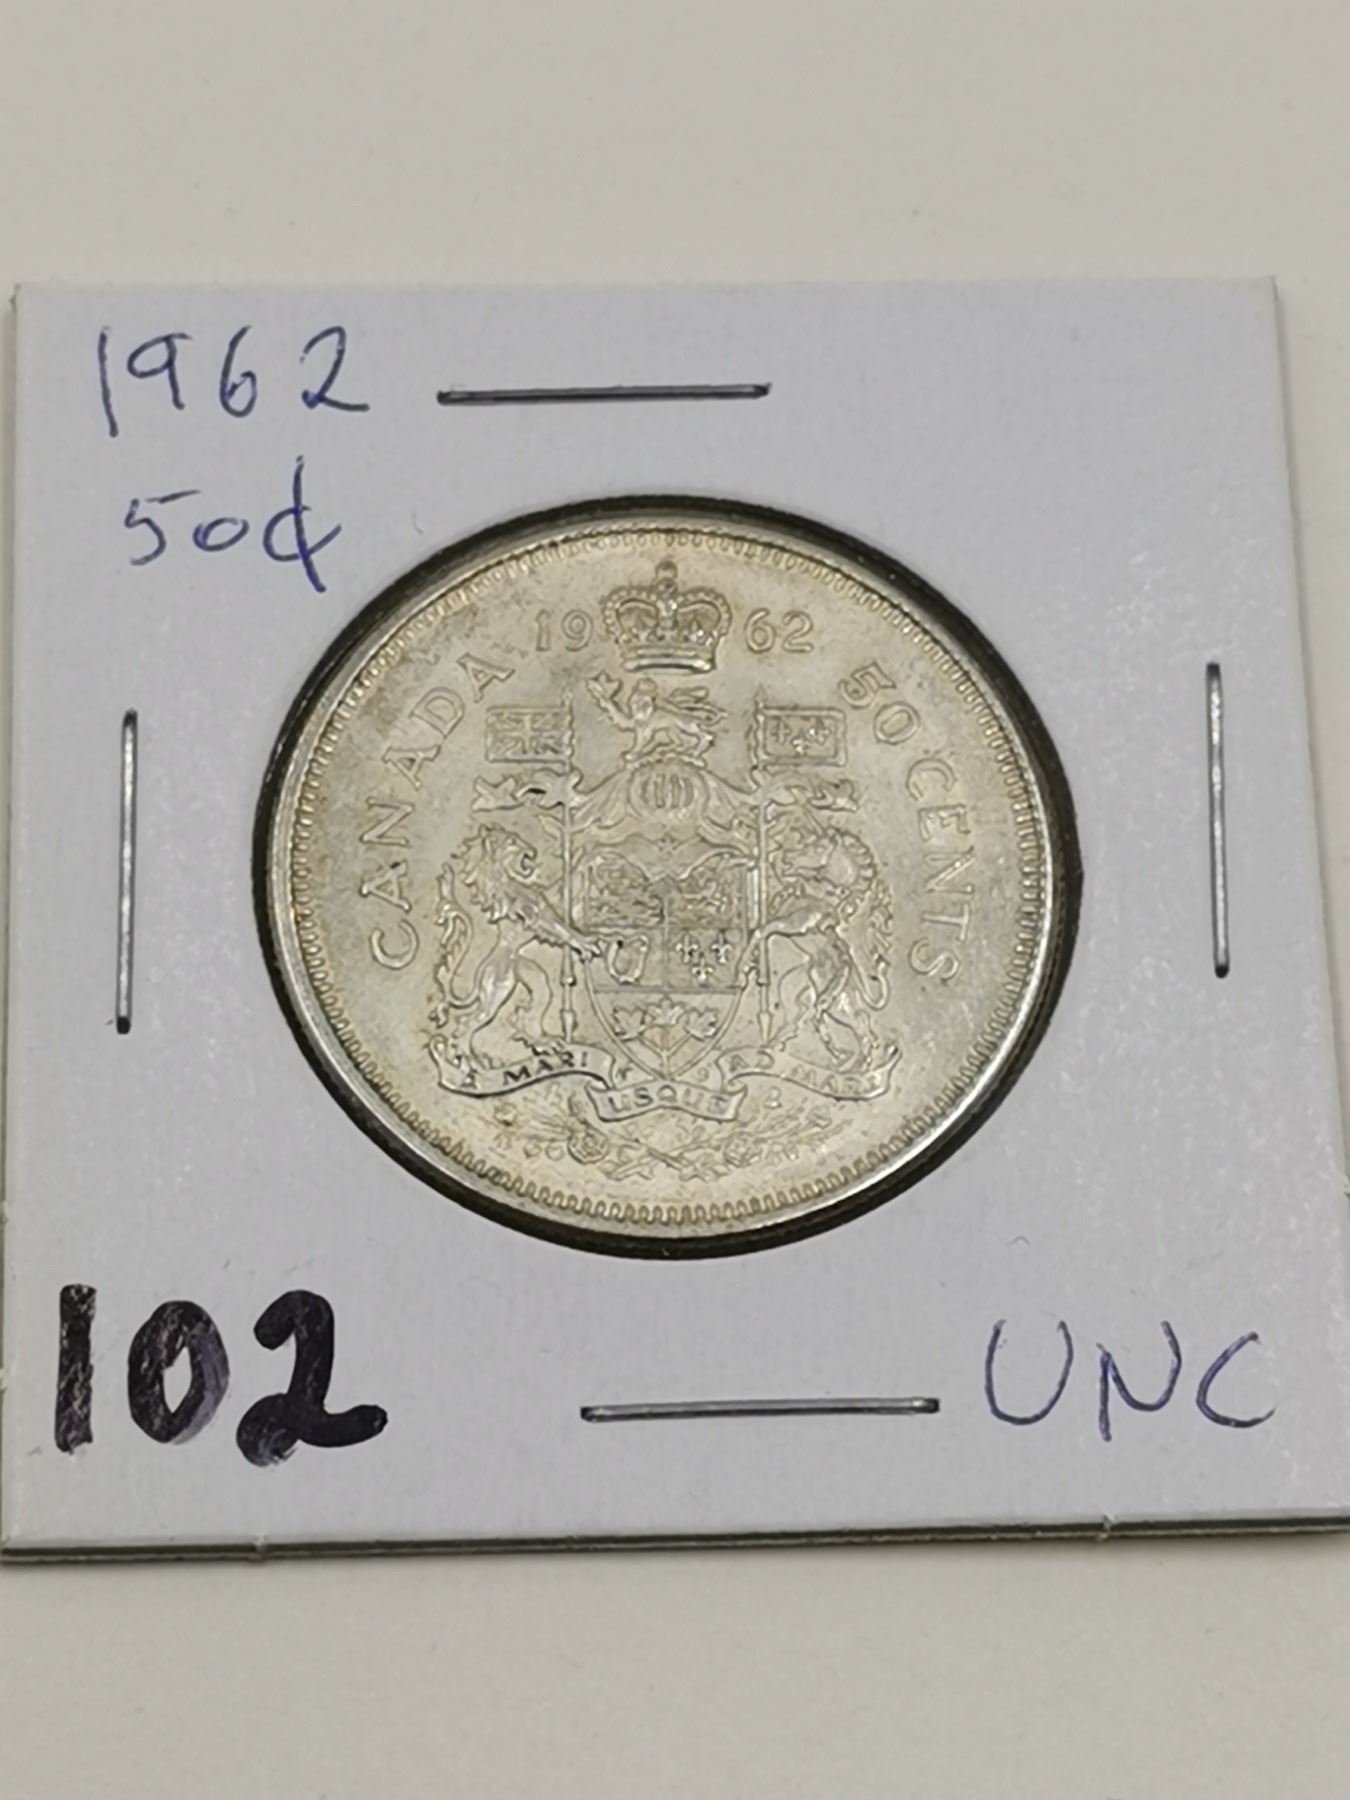 1962
50¢
CANADA 1962 50 CENTS
A MARI USQUE AD MARE
102
UNC